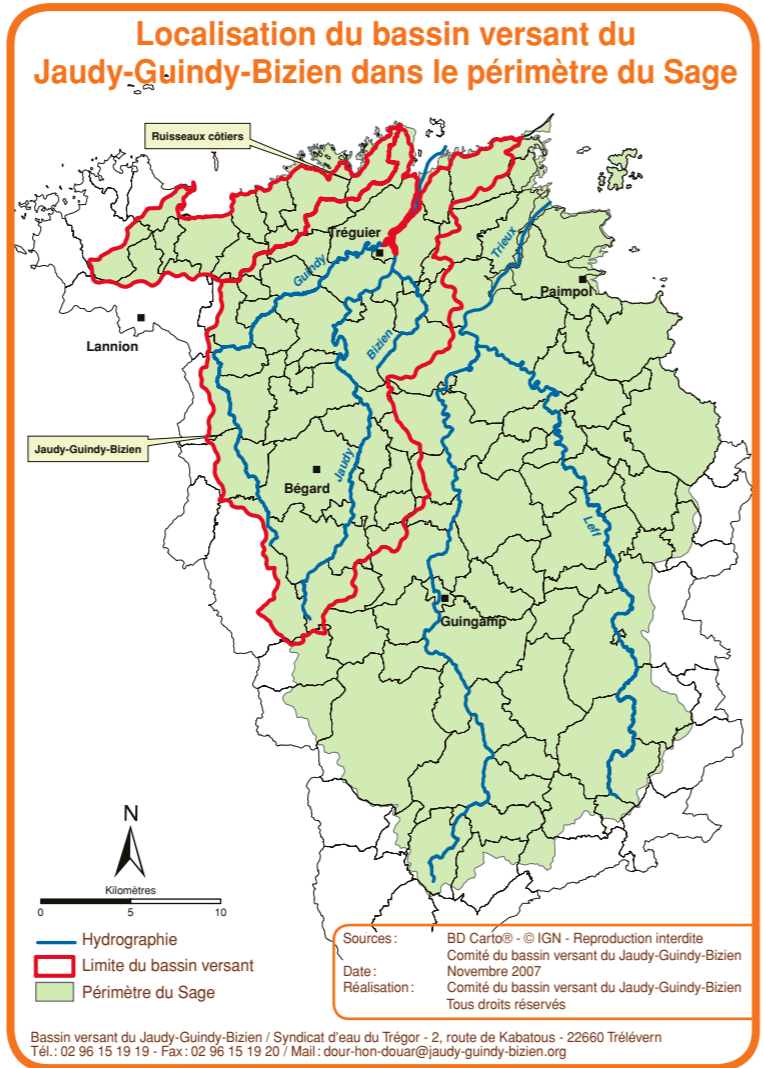 Localisation du bassin versant du
Jaudy-Guindy-Bizien dans le périmètre du Sage
Ruisseaux côtiers
Tréguier
Guindy
Trieux
Paimpol
Lannion
Bizien
Jaudy-Guindy-Bizien
Jaudy
Bégard
Leff
Guingamp
N
Kilomètres
0 5 10
Hydrographie
Limite du bassin versant
Périmètre du Sage
Sources : BD Carto® - © IGN - Reproduction interdite
Comité du bassin versant du Jaudy-Guindy-Bizien
Date : Novembre 2007
Réalisation : Comité du bassin versant du Jaudy-Guindy-Bizien
Tous droits réservés
Bassin versant du Jaudy-Guindy-Bizien / Syndicat d'eau du Trégor - 2, route de Kabatous - 22660 Trélévern
Tél. : 02 96 15 19 19 - Fax : 02 96 15 19 20 / Mail : dour-hon-douar@jaudy-guindy-bizien.org